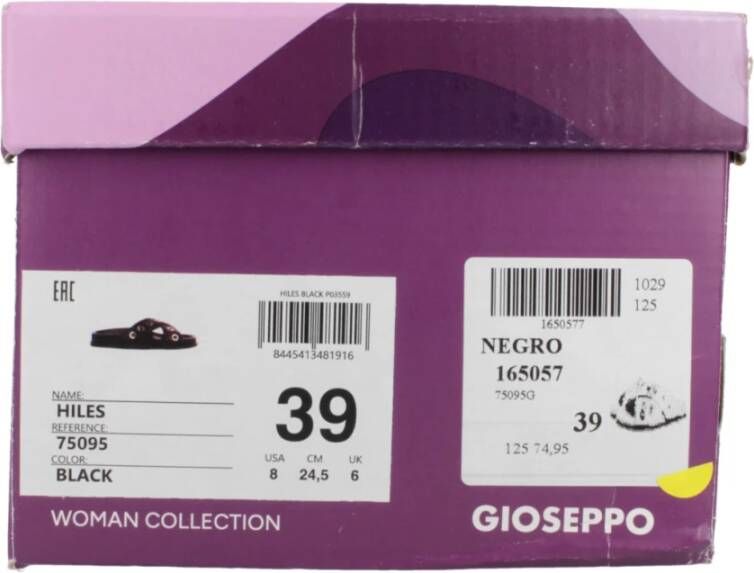 EAC
HILES BLACK P03559
8445413481916
NAME:
HILES
REFERENCE:
75095
COLOR:
BLACK
39
USA CM UK
8 24,5 6
WOMAN COLLECTION
1029
125
1650577
NEGRO
165057
75095G
39
125 74,95
GIOSEPPO